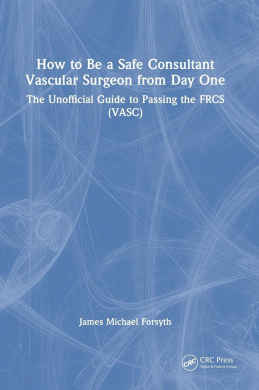 How to Be a Safe Consultant
Vascular Surgeon from Day One
The Unofficial Guide to Passing the FRCS
(VASC)
James Michael Forsyth
CRC Press
Taylor & Francis Group